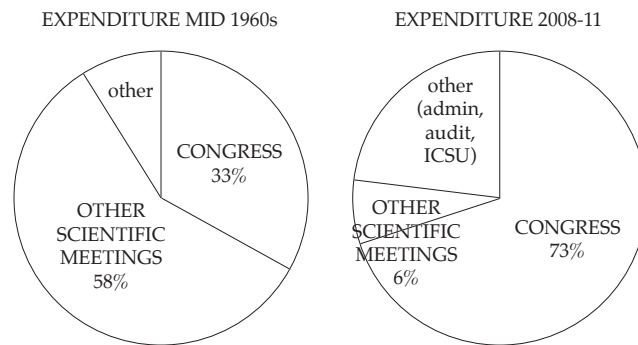 EXPENDITURE MID 1960s
other
CONGRESS
33%
OTHER
SCIENTIFIC
MEETINGS
58%
EXPENDITURE 2008-11
other
(admin,
audit,
ICSU)
OTHER
SCIENTIFIC
MEETINGS
6%
CONGRESS
73%